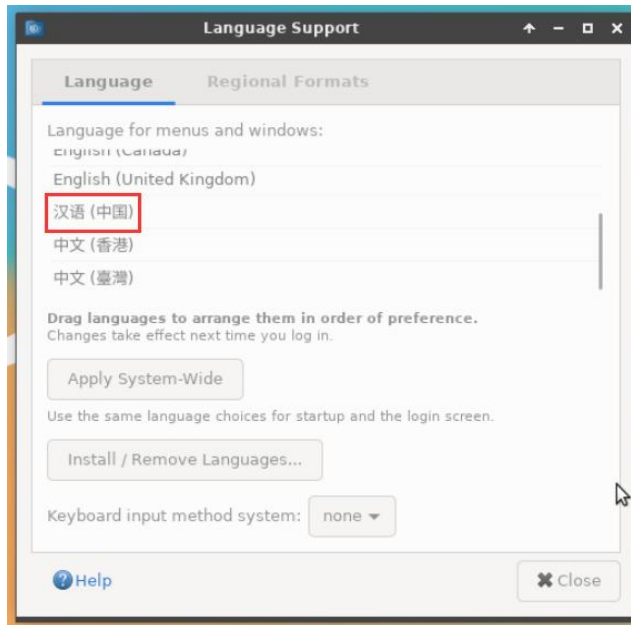 Language Support
Language Regional Formats
Language for menus and windows:
English (Canada)
English (United Kingdom)
汉语 (中国)
中文 (香港)
中文 (臺灣)
Drag languages to arrange them in order of preference.
Changes take effect next time you log in.
Apply System-Wide
Use the same language choices for startup and the login screen.
Install / Remove Languages...
Keyboard input method system: none
Help Close